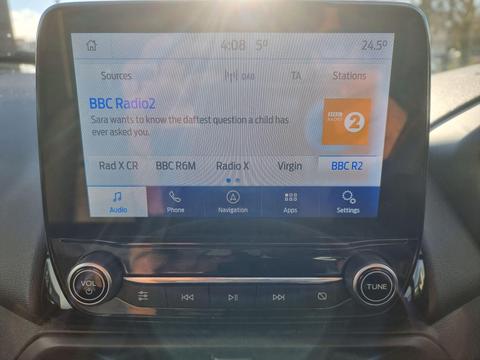 4:08 5° 24.5°
Sources DAB TA Stations
BBC Radio2
Sara wants to know the daftest question a child has
ever asked you.
BBC
RADIO
2
Rad X CR BBC R6M Radio X Virgin BBC R2
Audio Phone Navigation Apps Settings
VOL TUNE